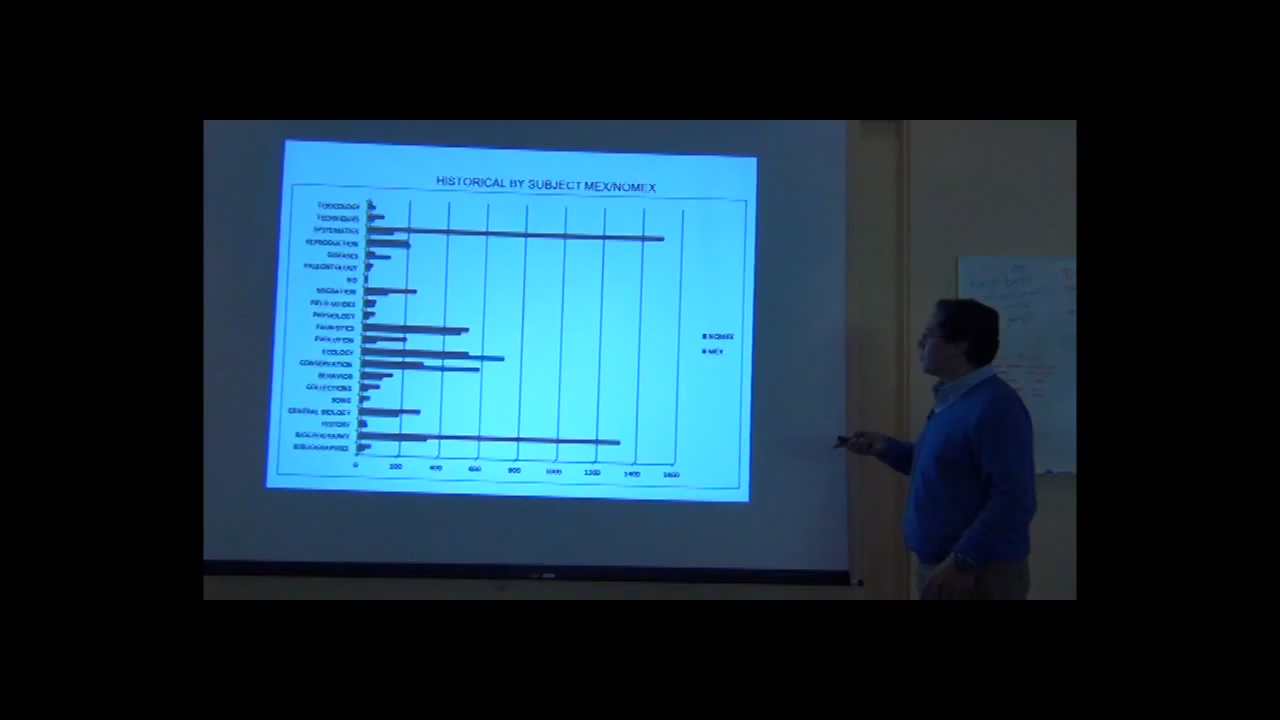 HISTORICAL BY SUBJECT MEX/NOMEX
TOXICOLOGY
TECHNIQUES
SYSTEMATICS
REPRODUCTION
DISEASES
PALEONTOLOGY
ND
MIGRATION
FIELD GUIDES
PHYSIOLOGY
FAUNISTICS
EVOLUTION
ECOLOGY
CONSERVATION
BEHAVIOR
COLLECTIONS
SONG
GENERAL BIOLOGY
HISTORY
BIOGEOGRAPHY
BIBLIOGRAPHIES
NOMEX
MEX
0 200 400 600 800 1000 1200 1400 1600